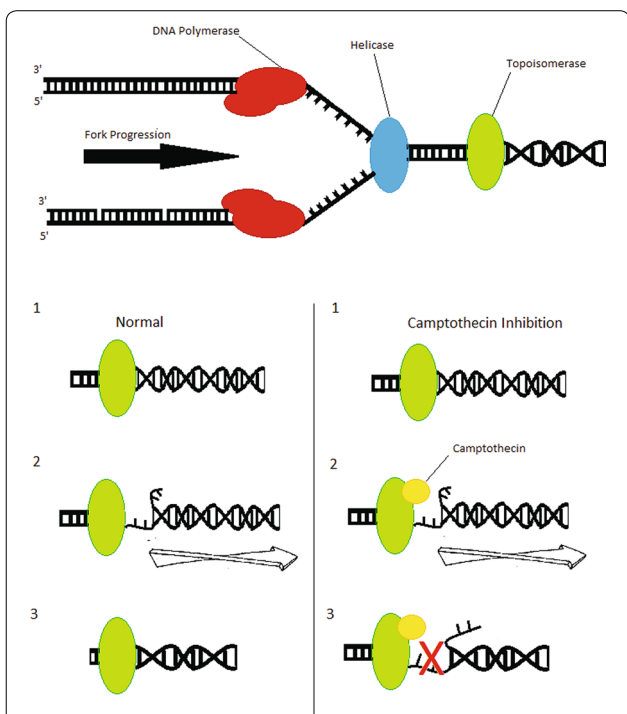 DNA Polymerase
Helicase
Topoisomerase
3'
5'
Fork Progression
3'
5'
1
Normal
1
Camptothecin Inhibition
2
2
Camptothecin
3
3
X